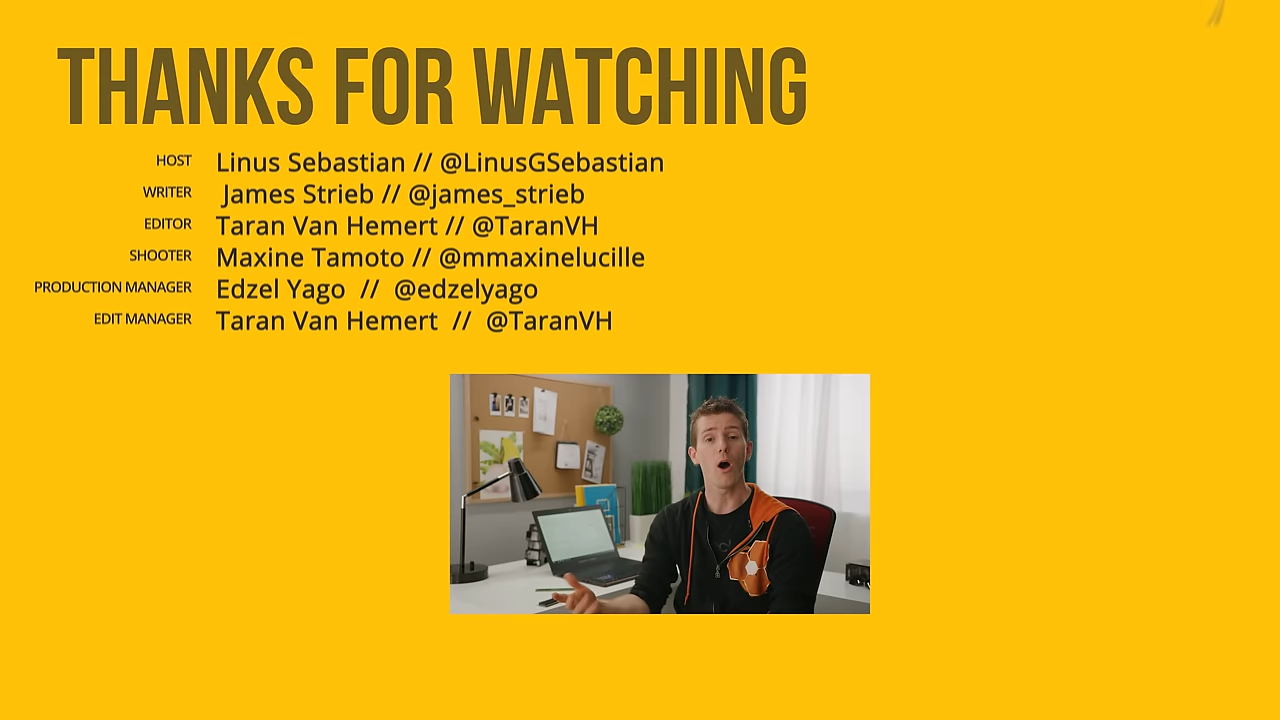 THANKS FOR WATCHING
HOST Linus Sebastian // @LinusGSebastian
WRITER James Strieb // @james_strieb
EDITOR Taran Van Hemert // @TaranVH
SHOOTER Maxine Tamoto // @mmaxinelucille
PRODUCTION MANAGER Edzel Yago // @edzelyago
EDIT MANAGER Taran Van Hemert // @TaranVH